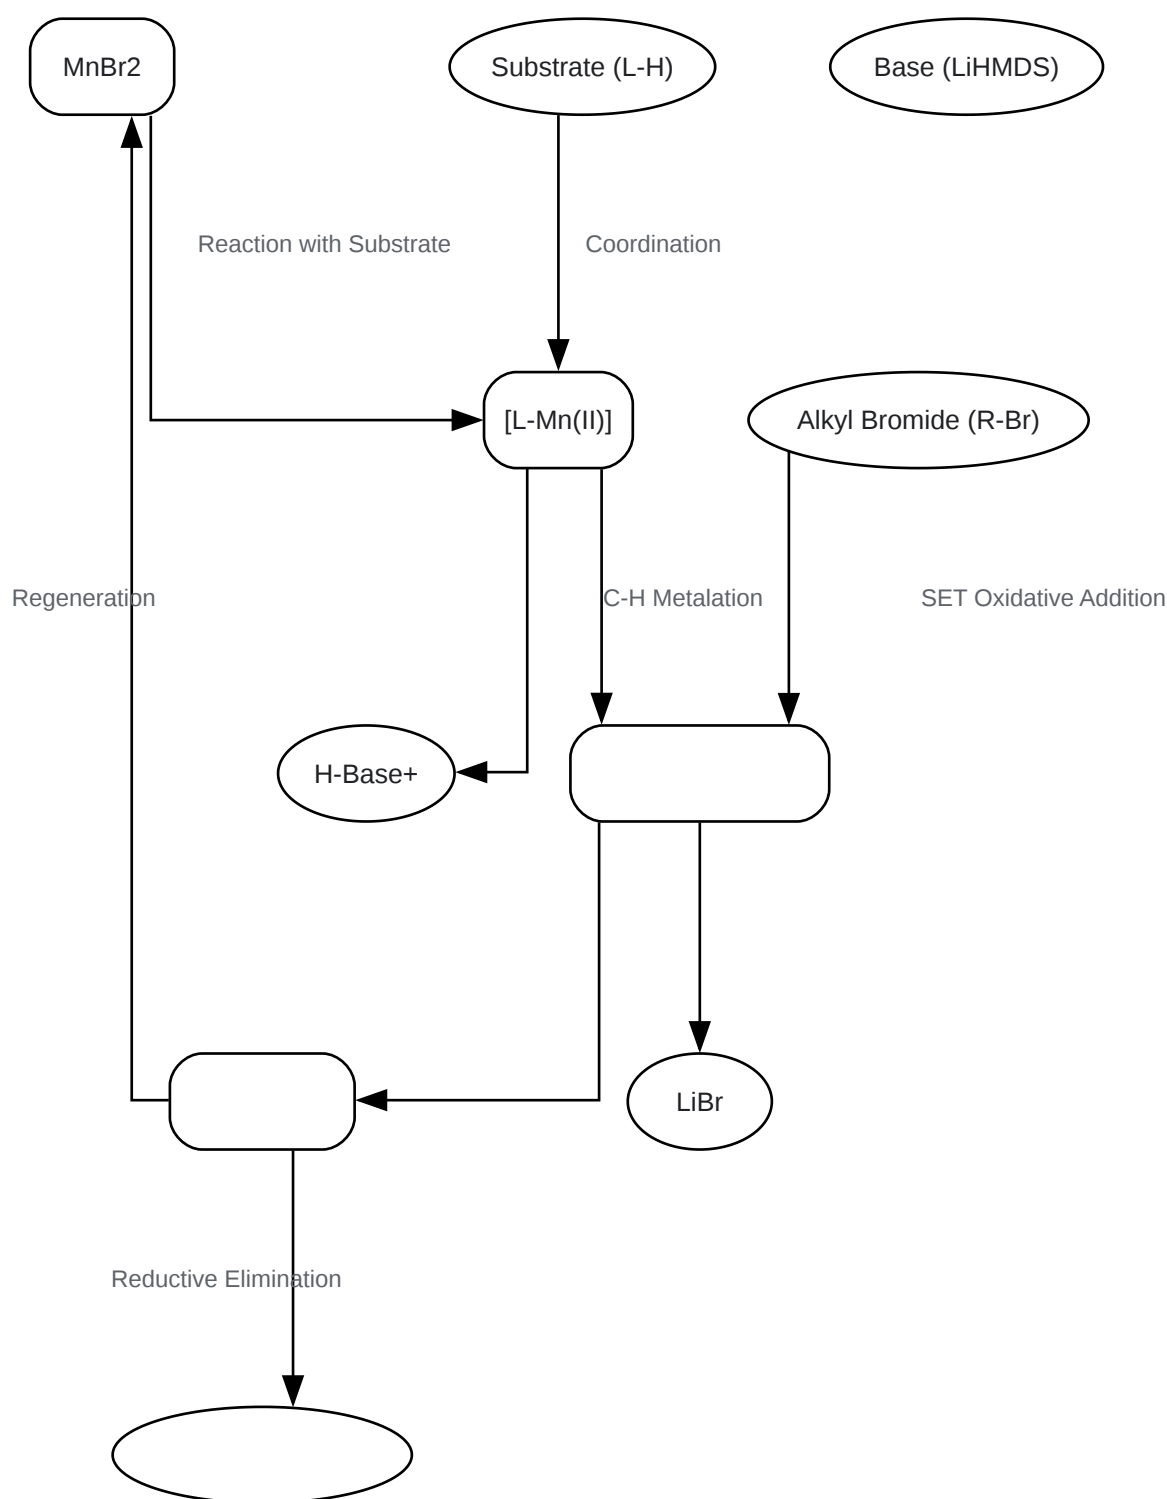 MnBr2
Substrate (L-H)
Base (LiHMDS)
Reaction with Substrate
Coordination
[L-Mn(II)]
Alkyl Bromide (R-Br)
Regeneration
C-H Metalation
SET Oxidative Addition
H-Base+
LiBr
Reductive Elimination